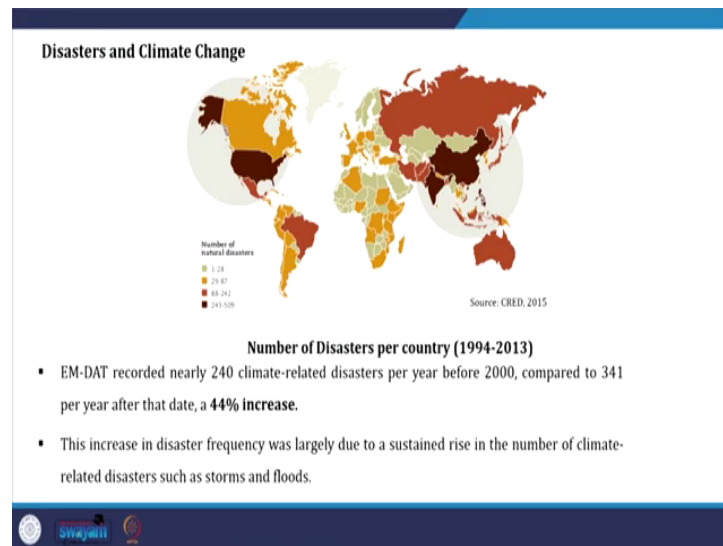 Disasters and Climate Change
Number of
natural disasters
1-28
29-87
88-242
243-509
Source: CRED, 2015
Number of Disasters per country (1994-2013)
▪ EM-DAT recorded nearly 240 climate-related disasters per year before 2000, compared to 341
per year after that date, a 44% increase.
▪ This increase in disaster frequency was largely due to a sustained rise in the number of climate-
related disasters such as storms and floods.
swayam